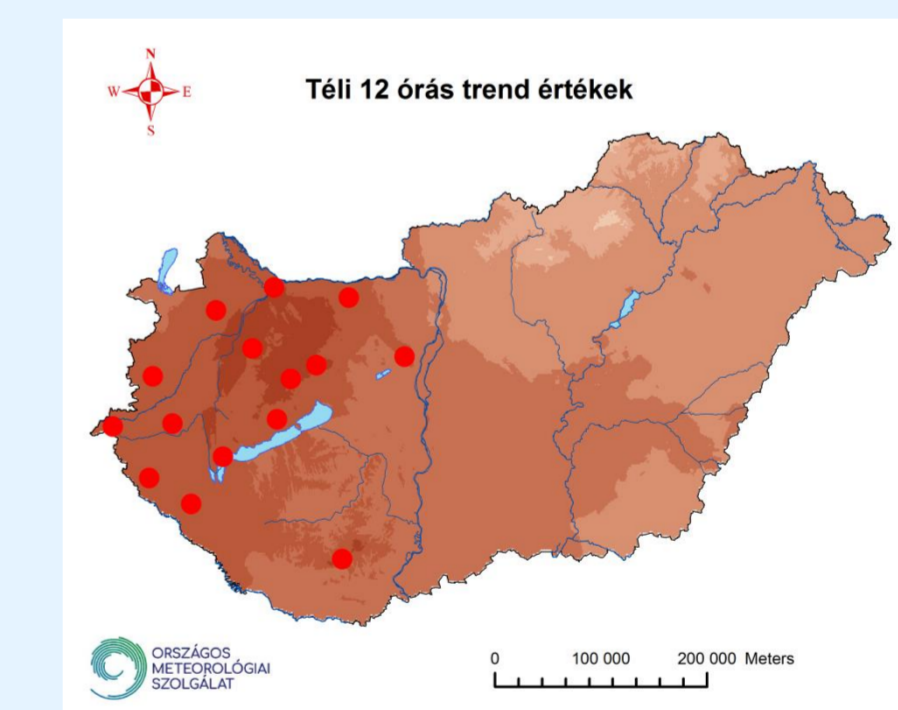 N
W E
S
Téli 12 órás trend értékek
ORSZÁGOS
METEOROLÓGIAI
SZOLGÁLAT
0 100 000 200 000 Meters